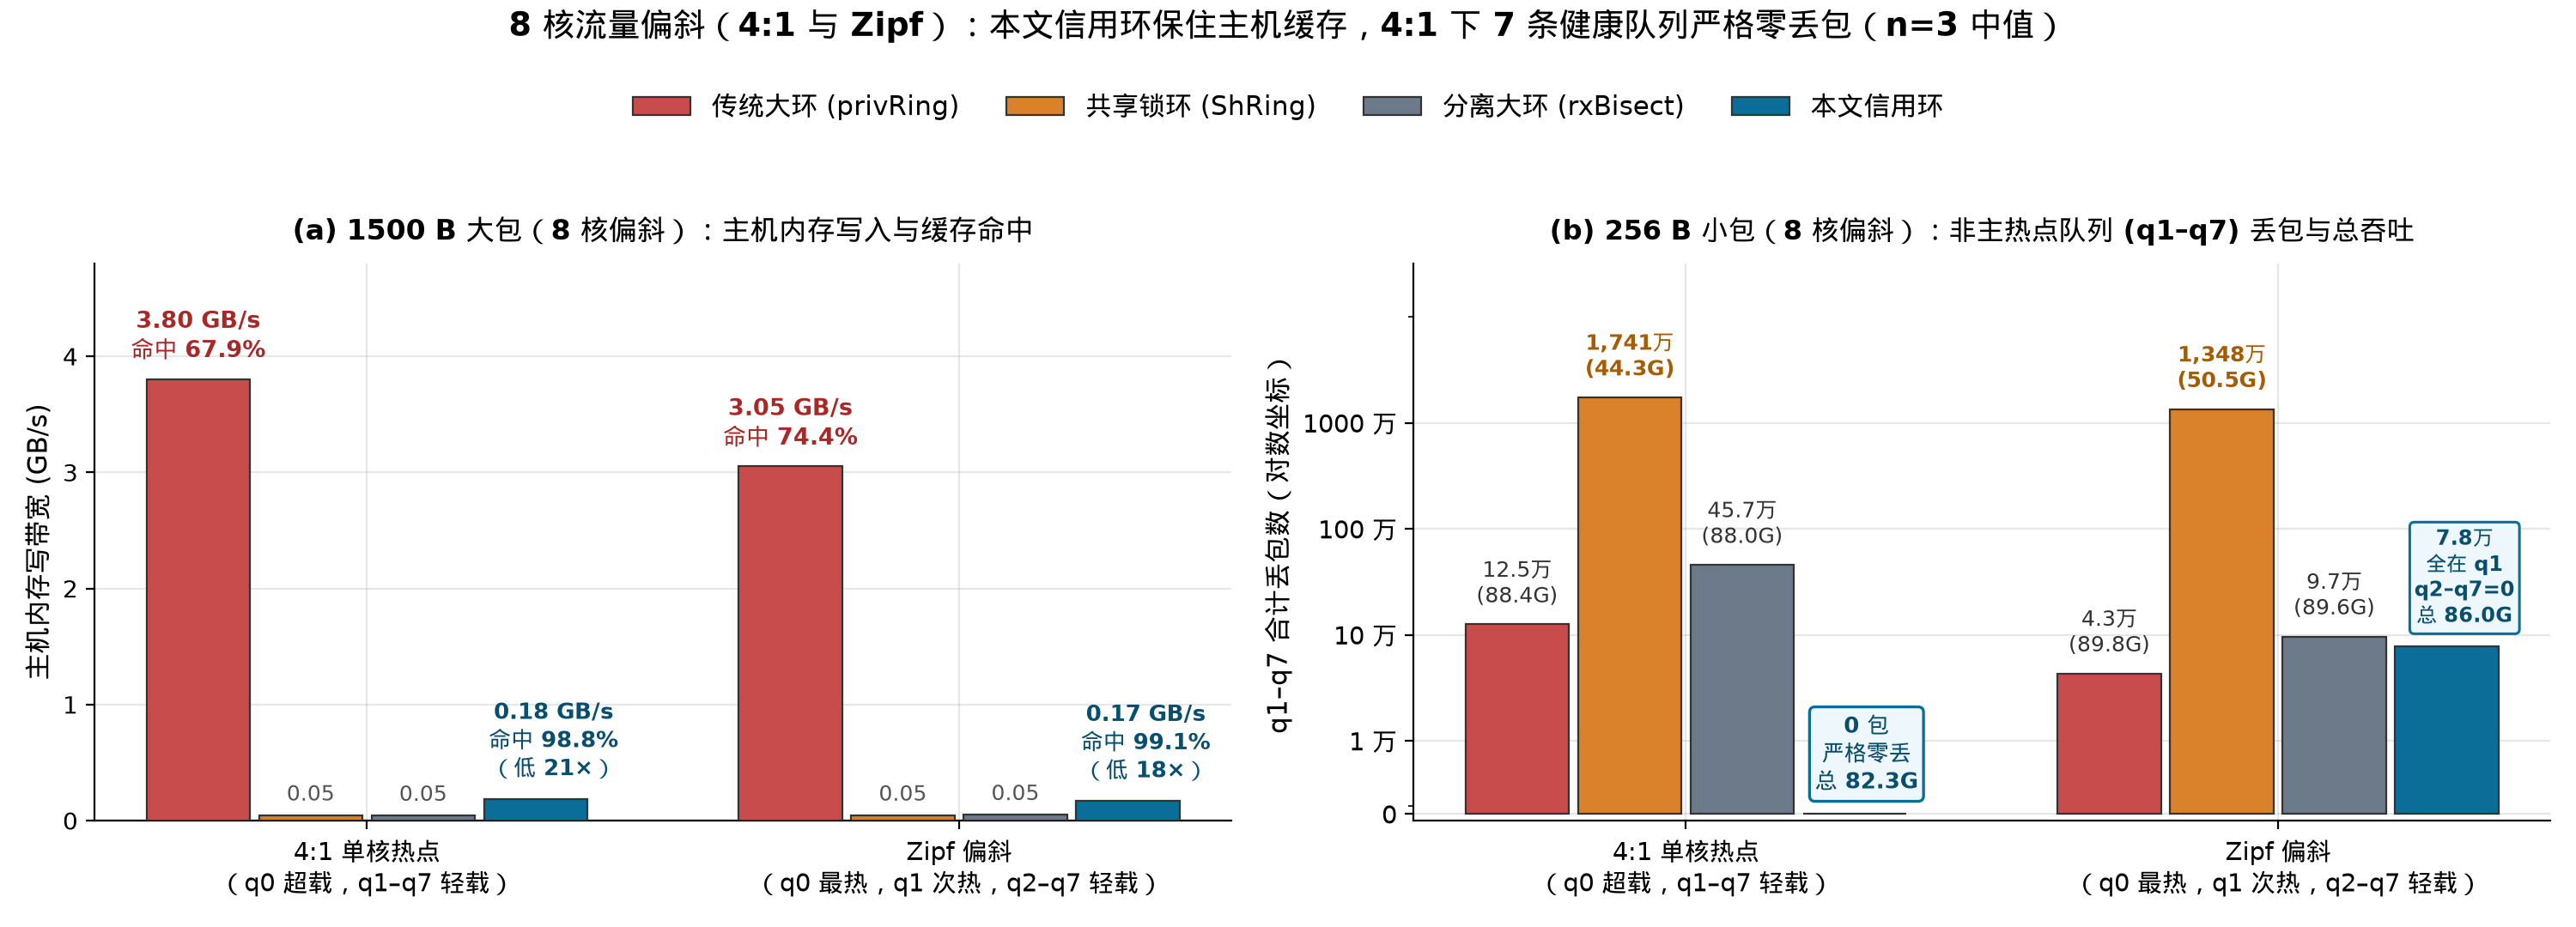 8 核流量偏斜（4:1 与 Zipf）：本文信用环保住主机缓存，4:1 下 7 条健康队列严格零丢包（n=3 中值）
传统大环 (privRing)
共享锁环 (ShRing)
分离大环 (rxBisect)
本文信用环
(a) 1500 B 大包（8 核偏斜）：主机内存写入与缓存命中
主机内存写带宽 (GB/s)
4
3
2
1
0
3.80 GB/s
命中 67.9%
0.05
0.05
0.18 GB/s
命中 98.8%
（低 21×）
3.05 GB/s
命中 74.4%
0.05
0.05
0.17 GB/s
命中 99.1%
（低 18×）
4:1 单核热点
（q0 超载，q1–q7 轻载）
Zipf 偏斜
（q0 最热，q1 次热，q2–q7 轻载）
(b) 256 B 小包（8 核偏斜）：非主热点队列 (q1–q7) 丢包与总吞吐
q1–q7 合计丢包数（对数坐标）
1000 万
100 万
10 万
1 万
0
12.5万
(88.4G)
1,741万
(44.3G)
45.7万
(88.0G)
0 包
严格零丢
总 82.3G
4.3万
(89.8G)
1,348万
(50.5G)
9.7万
(89.6G)
7.8万
全在 q1
q2–q7=0
总 86.0G
4:1 单核热点
（q0 超载，q1–q7 轻载）
Zipf 偏斜
（q0 最热，q1 次热，q2–q7 轻载）